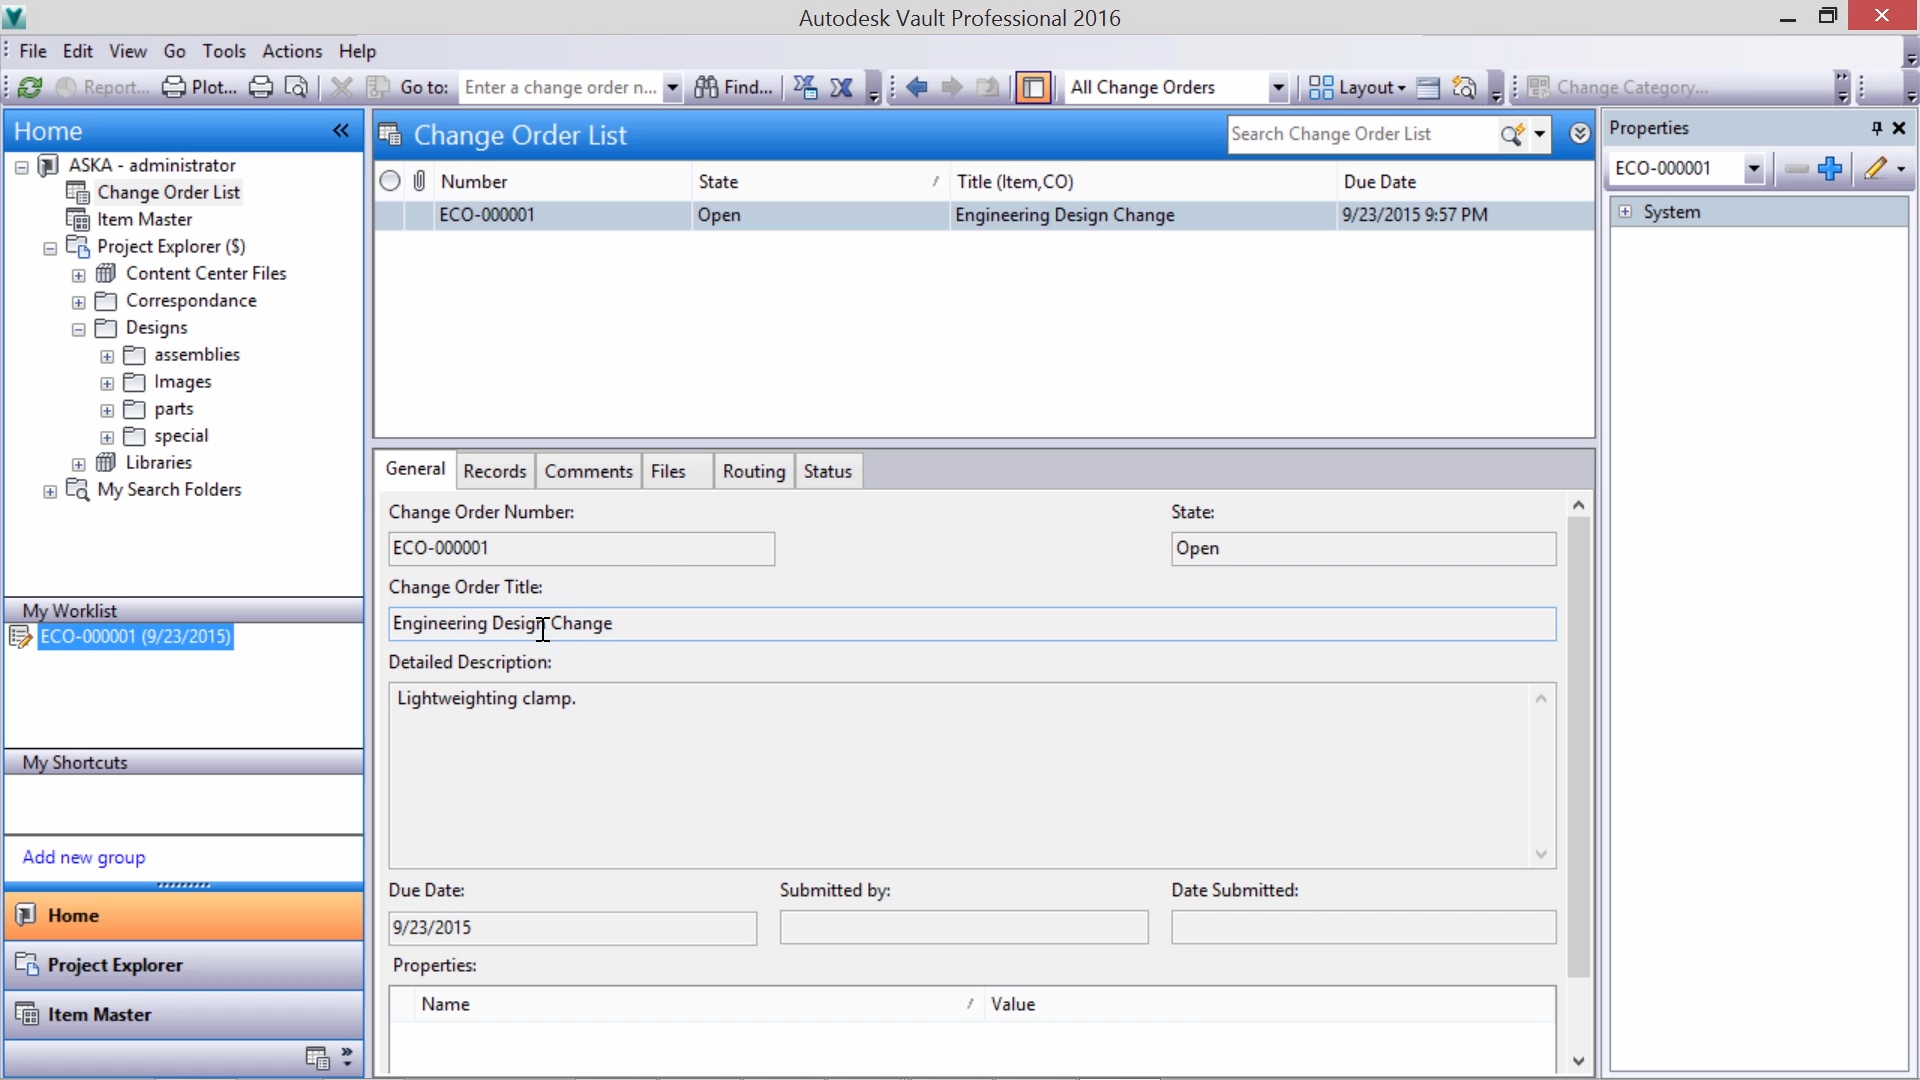 Autodesk Vault Professional 2016
File Edit View Go Tools Actions Help
Report... Plot... Go to: Enter a change order n... Find... All Change Orders Layout Change Category...
Home
ASKA - administrator
Change Order List
Item Master
Project Explorer ($)
Content Center Files
Correspondance
Designs
assemblies
Images
parts
special
Libraries
My Search Folders
My Worklist
ECO-000001 (9/23/2015)
My Shortcuts
Add new group
Home
Project Explorer
Item Master
Change Order List Search Change Order List
Number State Title (Item,CO) Due Date
ECO-000001 Open Engineering Design Change 9/23/2015 9:57 PM
General Records Comments Files Routing Status
Change Order Number: State:
ECO-000001 Open
Change Order Title:
Engineering Design Change
Detailed Description:
Lightweighting clamp.
Due Date: Submitted by: Date Submitted:
9/23/2015
Properties:
Name Value
Properties
ECO-000001
System